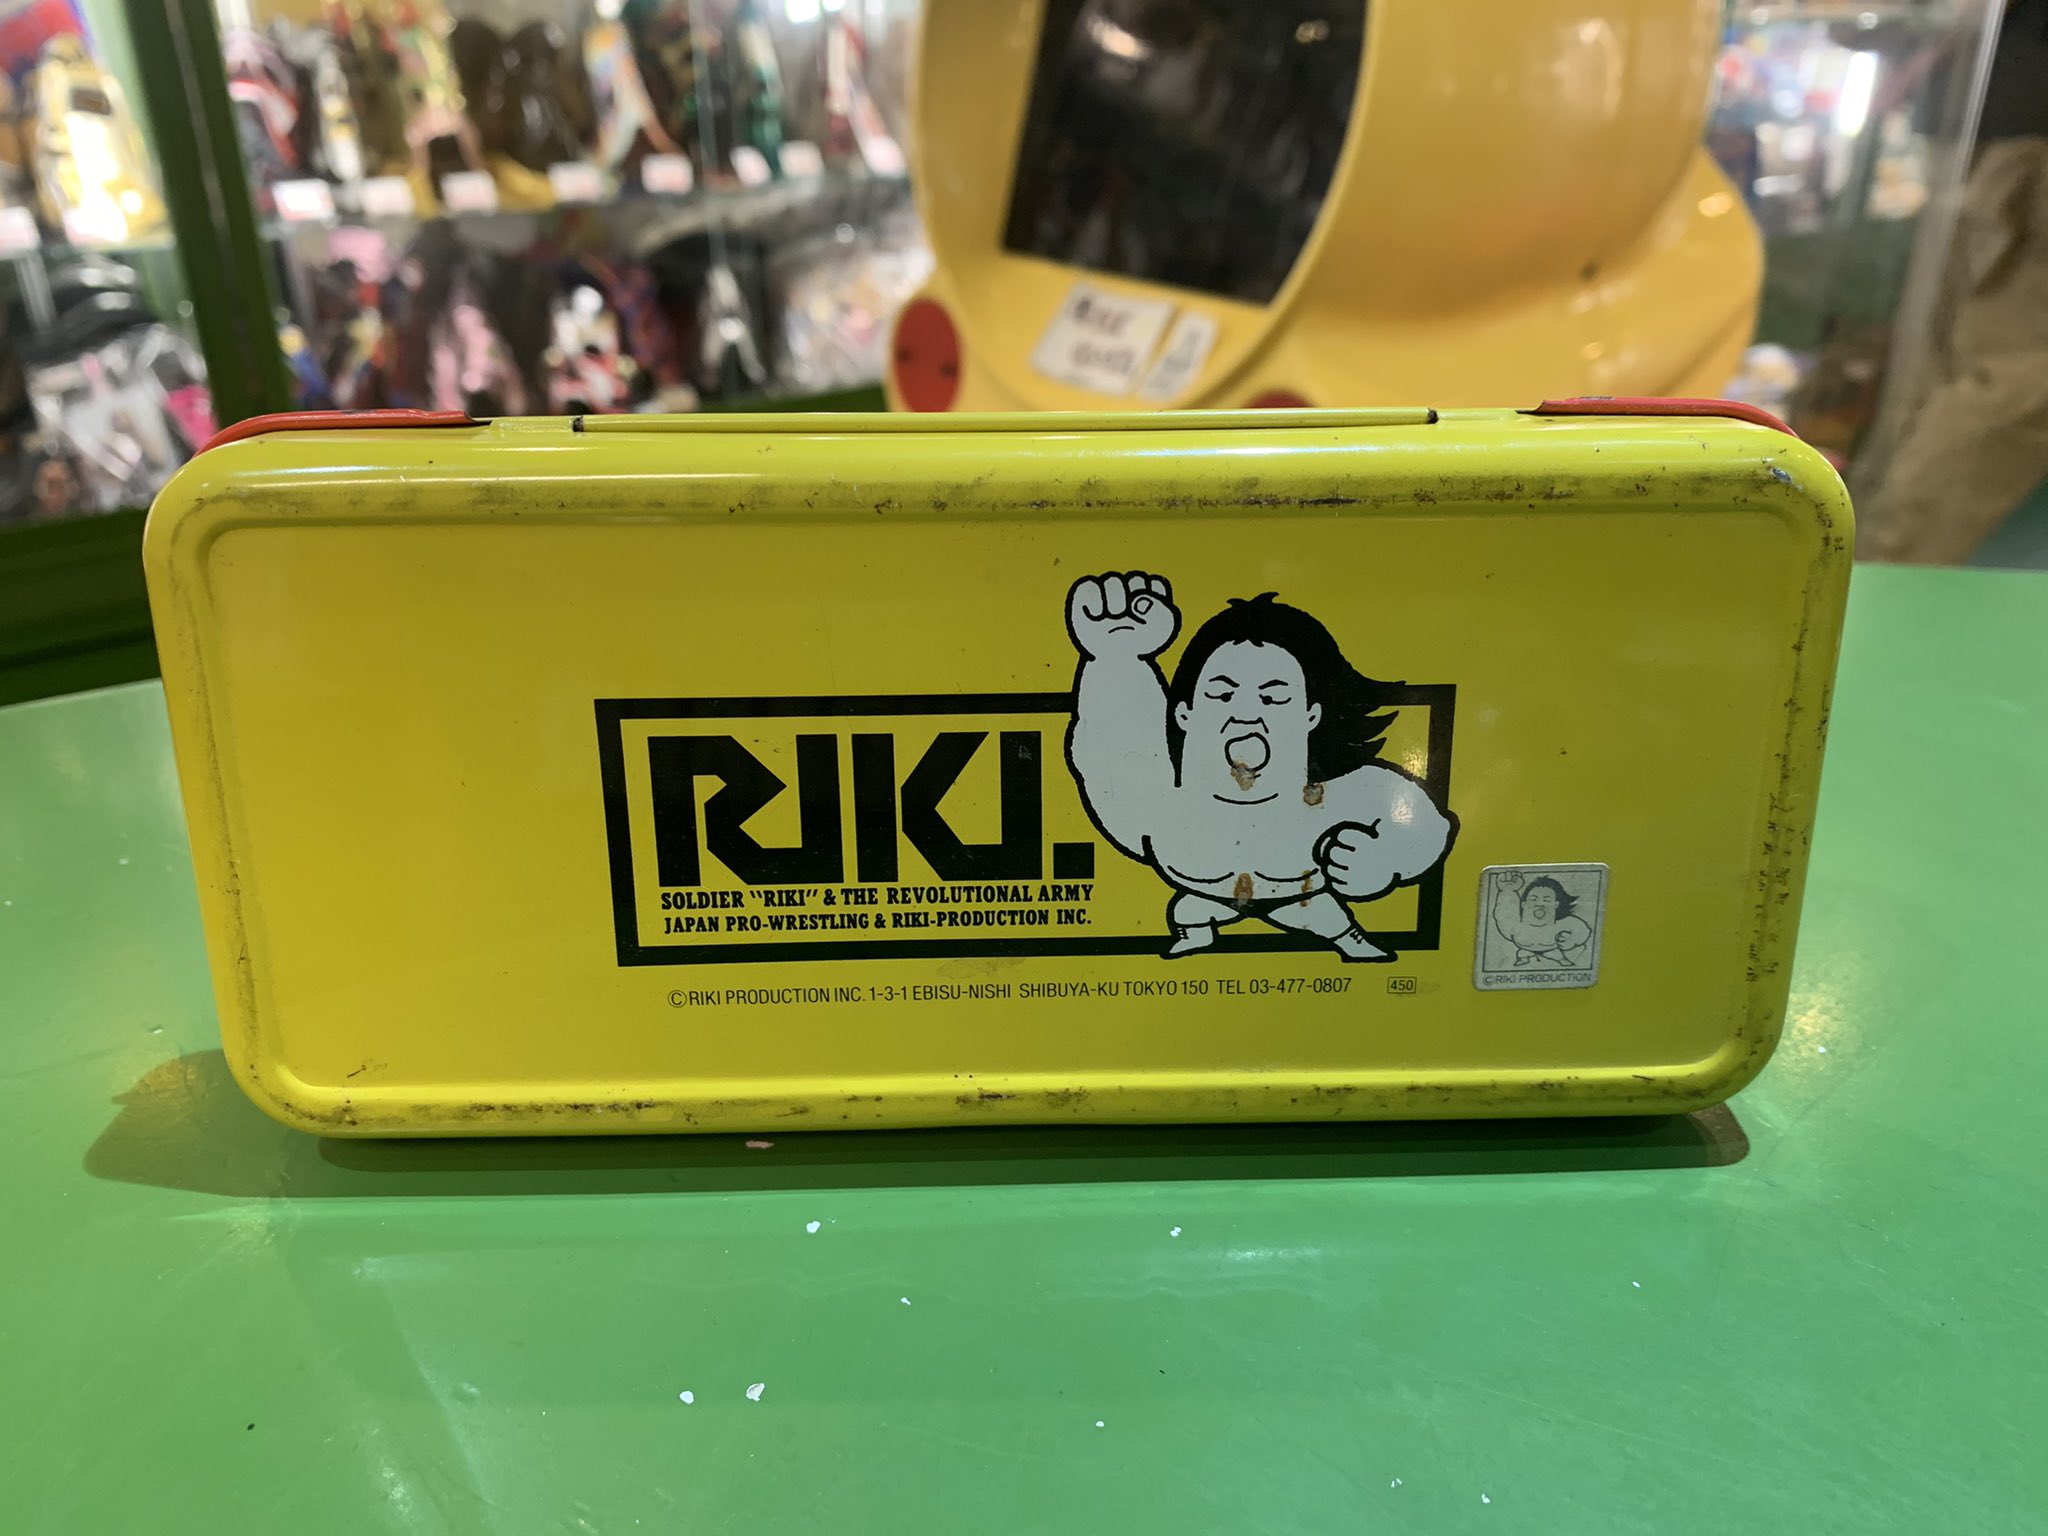 RIKI.
SOLDIER "RIKI" & THE REVOLUTIONAL ARMY
JAPAN PRO-WRESTLING & RIKI-PRODUCTION INC.
©RIKI PRODUCTION INC. 1-3-1 EBISU-NISHI SHIBUYA-KU TOKYO 150 TEL 03-477-0807 450
©RIKI PRODUCTION